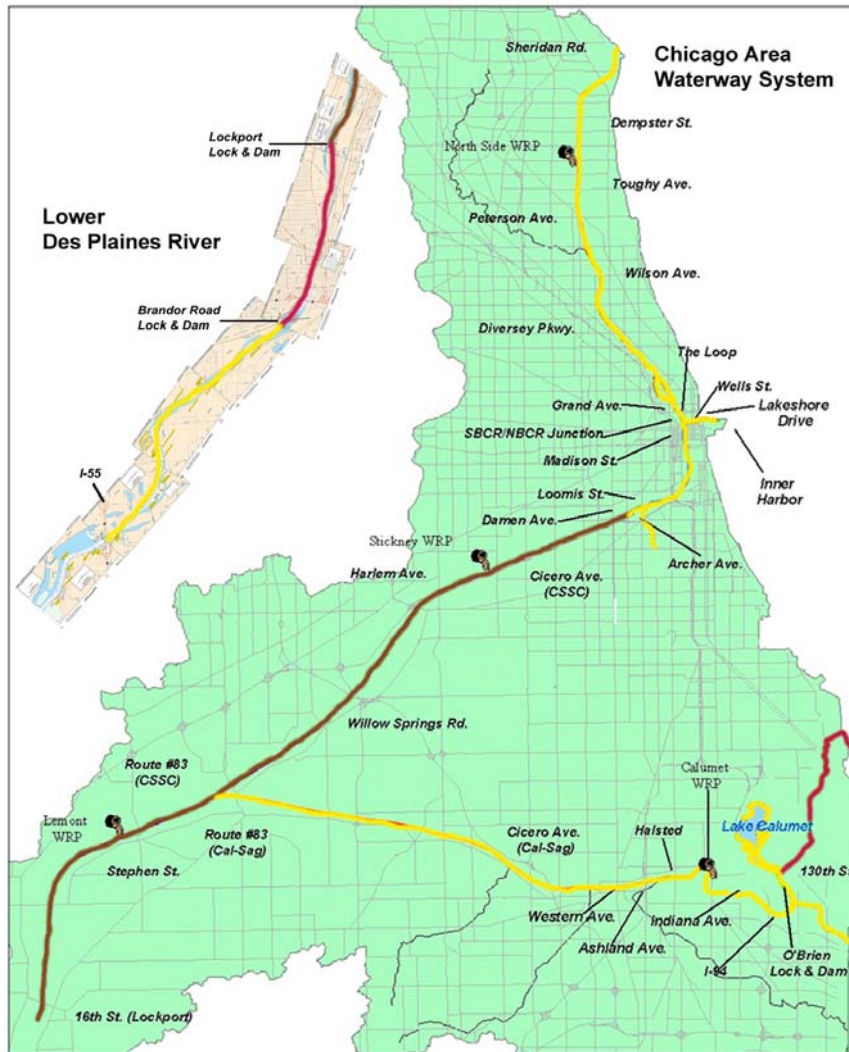 Sheridan Rd.
Chicago Area
Waterway System
Dempster St.
Lockport
Lock & Dam
North Side WRP
Toughy Ave.
Lower
Des Plaines River
Peterson Ave.
Wilson Ave.
Brandor Road
Lock & Dam
Diversey Pkwy.
The Loop
Wells St.
Grand Ave.
Lakeshore
Drive
SBCR/NBCR Junction
Madison St.
Inner
Harbor
I-55
Loomis St.
Damen Ave.
Stickney WRP
Archer Ave.
Harlem Ave.
Cicero Ave.
(CSSC)
Willow Springs Rd.
Route #83
(CSSC)
Calumet
WRP
Lemont
WRP
Route #83
(Cal-Sag)
Cicero Ave.
(Cal-Sag)
Halsted
Lake Calumet
Stephen St.
130th St
Western Ave.
Indiana Ave.
Ashland Ave.
I-94
O'Brien
Lock & Dam
16th St. (Lockport)